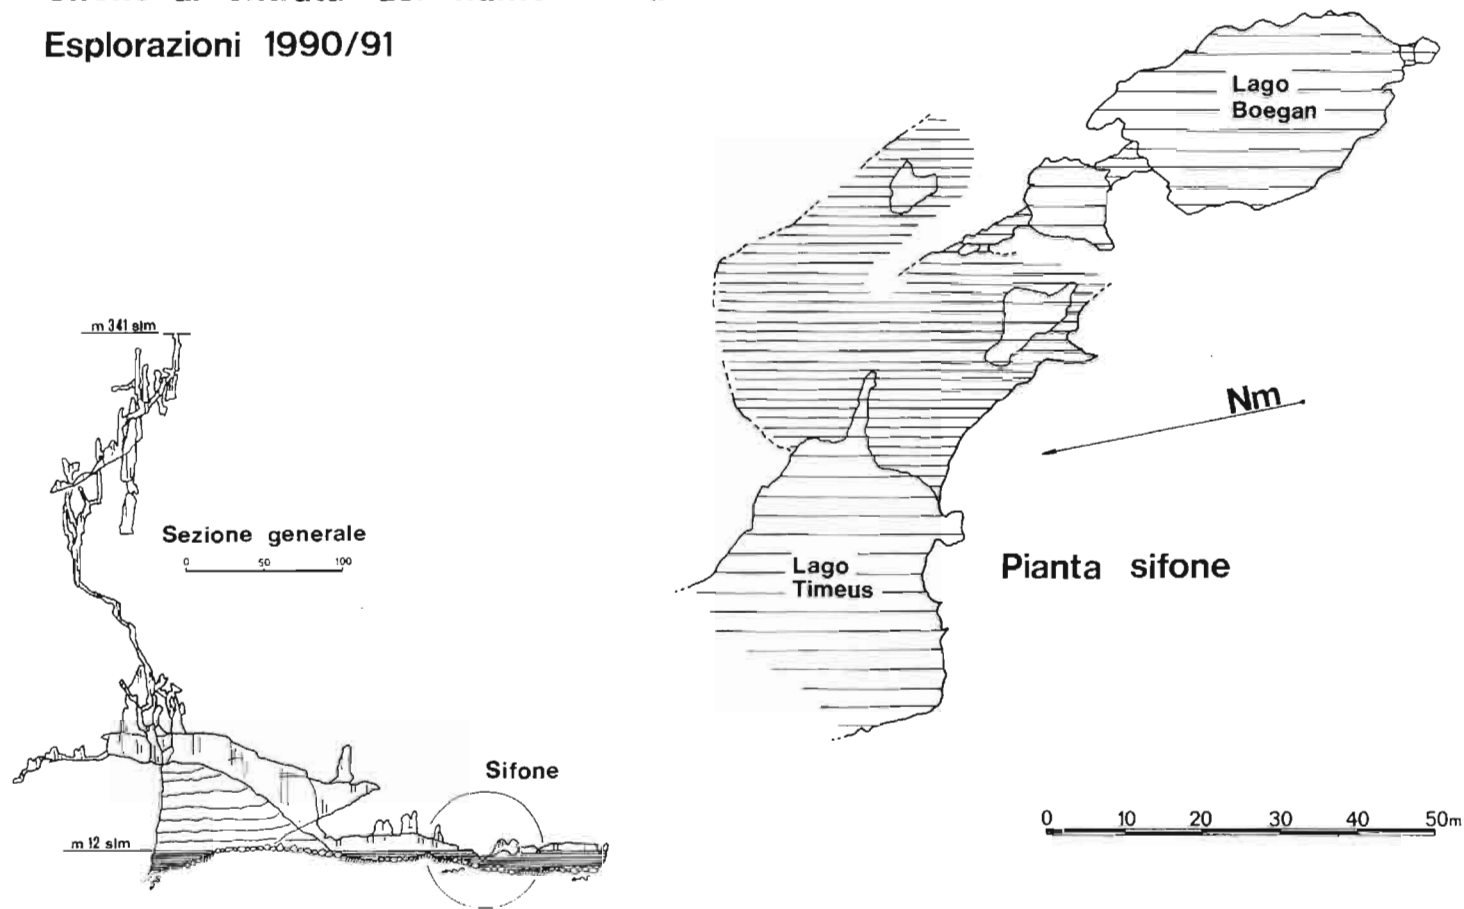 Esplorazioni 1990/91
Lago
Boegan
m 341 slm
Nm
Sezione generale
0 50 100
Lago
Timeus
Pianta sifone
Sifone
m 12 slm
0 10 20 30 40 50m